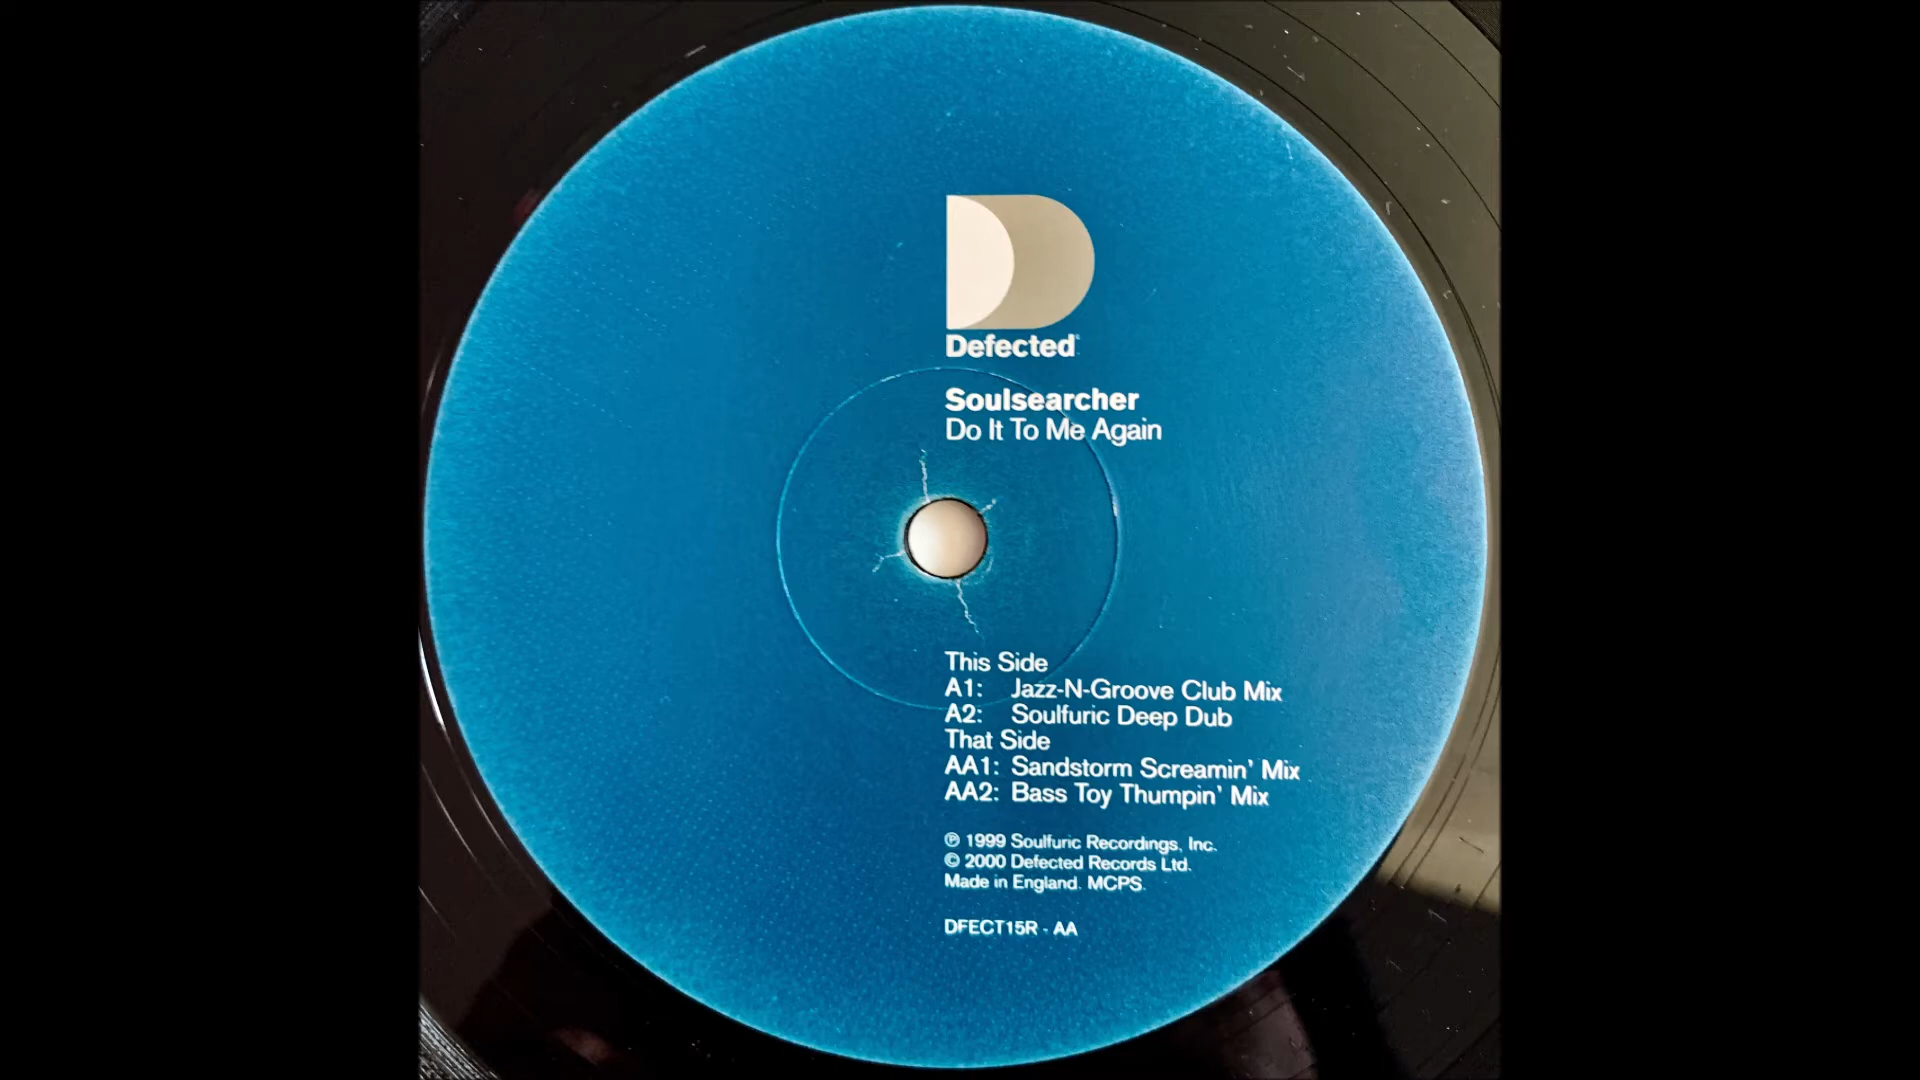 Defected
Soulsearcher
Do It To Me Again
This Side
A1: Jazz-N-Groove Club Mix
A2: Soulfuric Deep Dub
That Side
AA1: Sandstorm Screamin' Mix
AA2: Bass Toy Thumpin' Mix
℗ 1999 Soulfuric Recordings, Inc.
© 2000 Defected Records Ltd.
Made in England. MCPS.
DFECT15R - AA